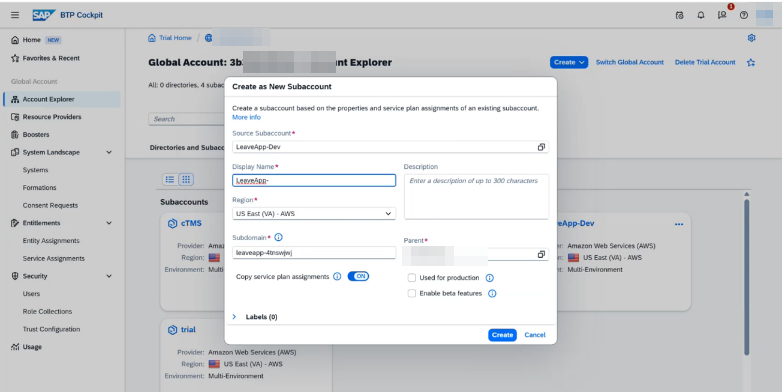 SAP BTP Cockpit
1
Home NEW
Trial Home /
Favorites & Recent
Global Account: 3b
nt Explorer
Create
Switch Global Account
Delete Trial Account
Global Account
All: 0 directories, 4 subac
Account Explorer
Resource Providers
Boosters
System Landscape
Systems
Formations
Consent Requests
Entitlements
Entity Assignments
Service Assignments
Security
Users
Role Collections
Trust Configuration
Usage
Search
Directories and Subacc
Subaccounts
cTMS
Provider: Ama
Region:
Environment: Multi
eApp-Dev
er: Amazon Web Services (AWS)
n: US East (VA) - AWS
nt: Multi-Environment
trial
Provider: Amazon Web Services (AWS)
Region: US East (VA) - AWS
Environment: Multi-Environment
Create as New Subaccount
Create a subaccount based on the properties and service plan assignments of an existing subaccount.
More info
Source Subaccount*
LeaveApp-Dev
Display Name*
LeaveApp-
Description
Enter a description of up to 300 characters
Region*
US East (VA) - AWS
Subdomain*
leaveapp-4tnswjwj
Parent*
Copy service plan assignments ON
Used for production
Enable beta features
Labels (0)
Create Cancel